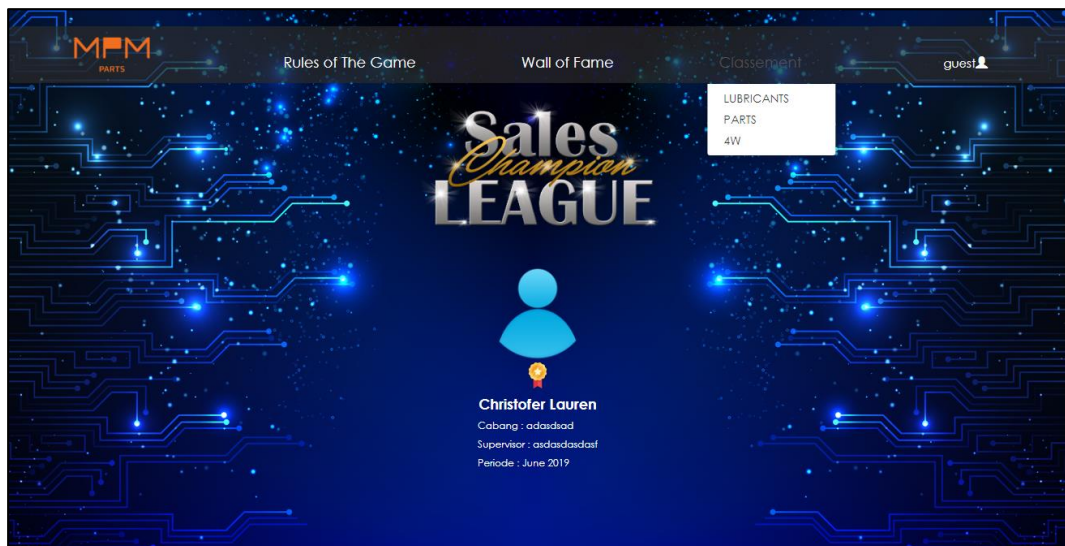 MPM
PARTS
Rules of The Game
Wall of Fame
Classement
guest
LUBRICANTS
PARTS
4W
Sales
Champion
LEAGUE
Christofer Lauren
Cabang : adasdsad
Supervisor : asdasdasdasf
Periode : June 2019